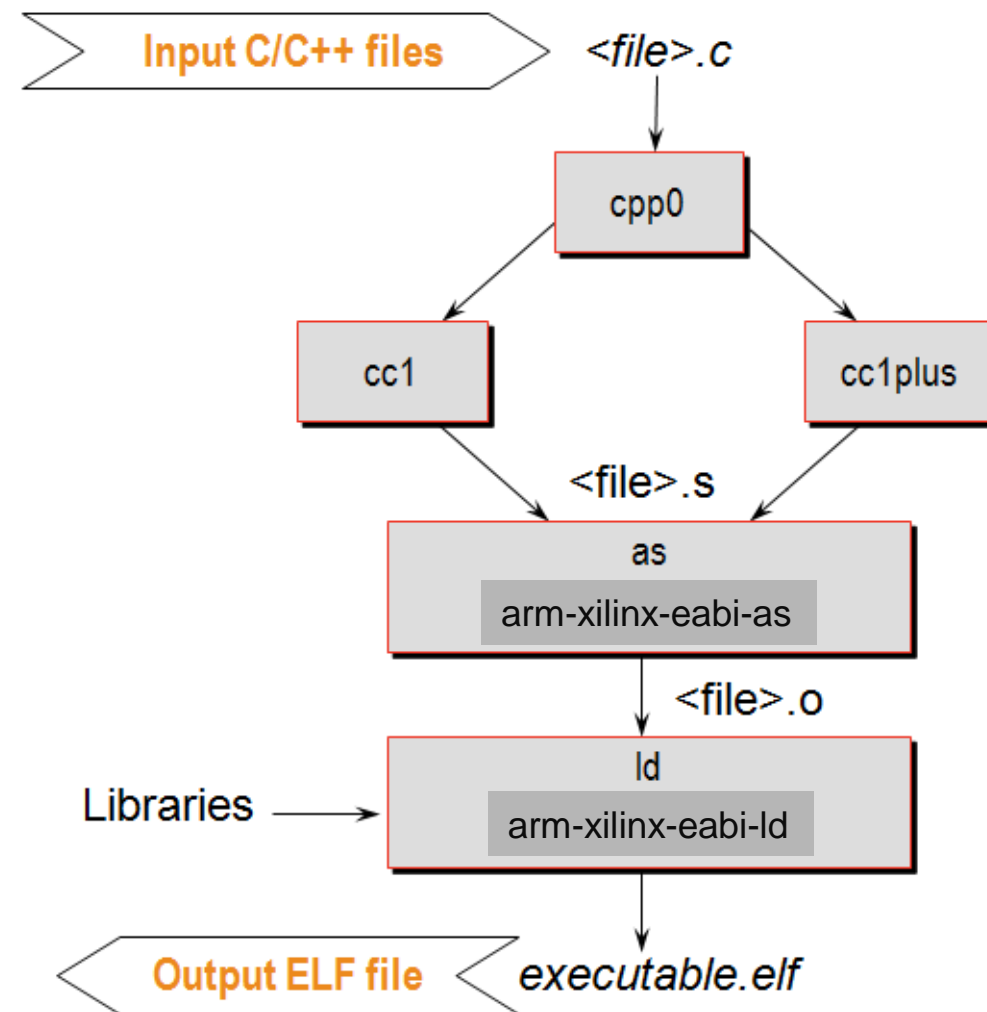 Input C/C++ files
<file>.c
cpp0
cc1
cc1plus
<file>.s
as
arm-xilinx-eabi-as
<file>.o
ld
Libraries
arm-xilinx-eabi-ld
Output ELF file
executable.elf